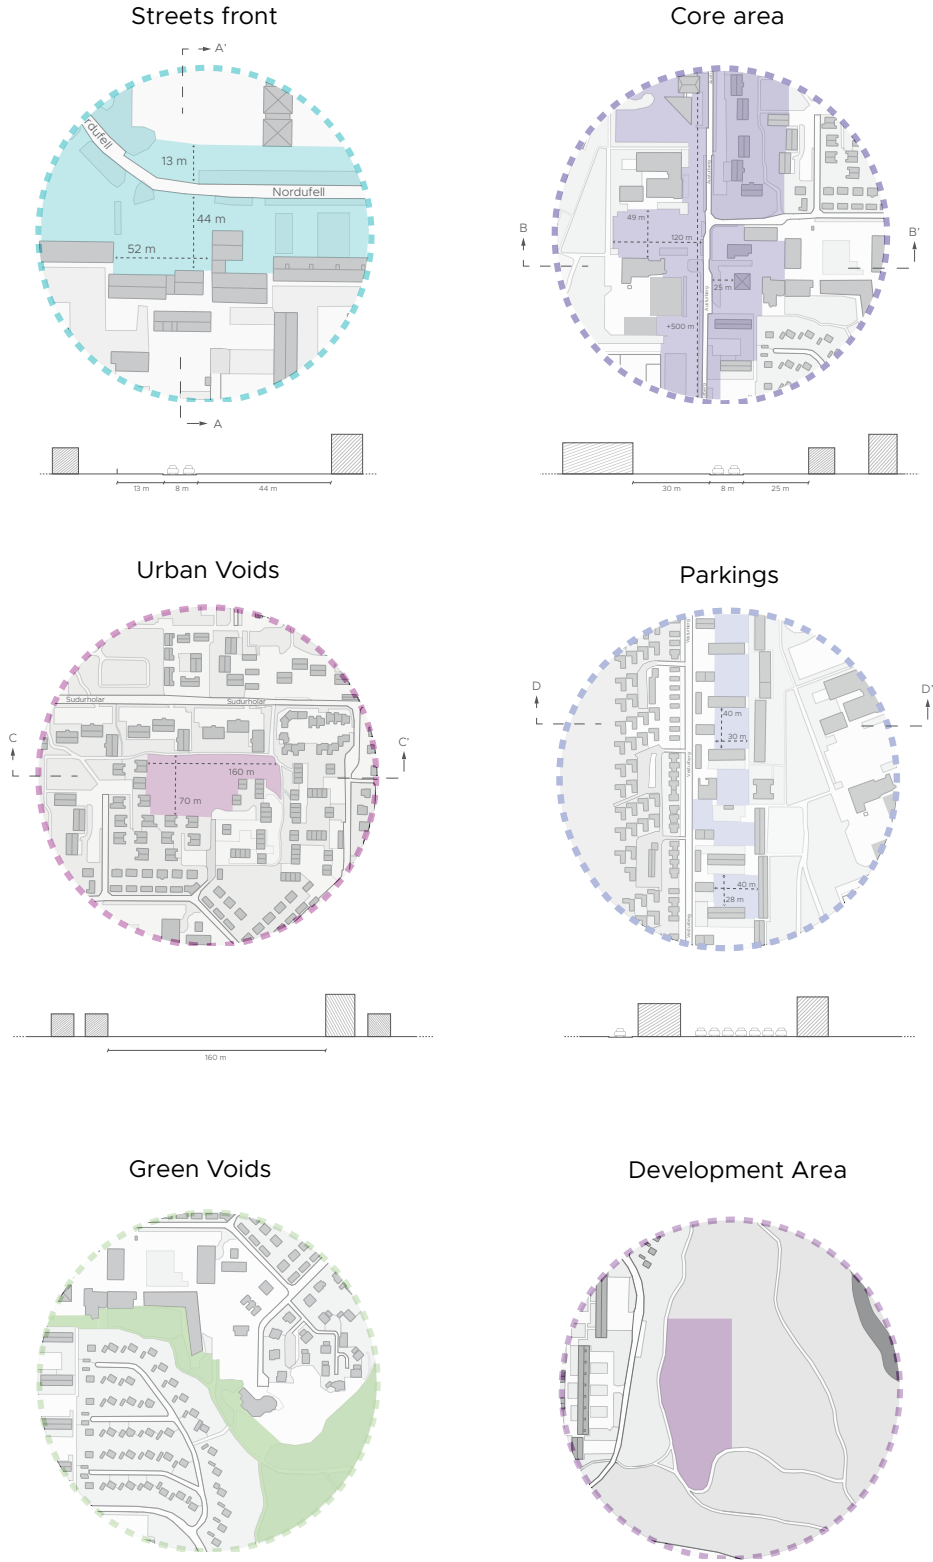 Streets front
A'
rdufell
13 m
Nordufell
44 m
52 m
A
13 m
8 m
44 m
Core area
B
B'
49 m
120 m
25 m
+500 m
30 m
8 m
25 m
Urban Voids
Sudurholar
Sudurholar
C
C'
160 m
70 m
160 m
Parkings
D
D'
40 m
30 m
40 m
28 m
Green Voids
Development Area